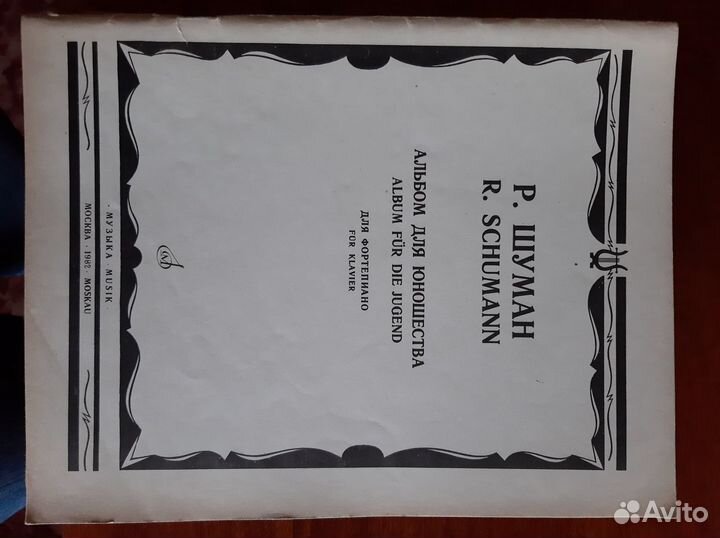 Р. ШУМАН
R. SCHUMANN
АЛЬБОМ ДЛЯ ЮНОШЕСТВА
ALBUM FÜR DIE JUGEND
ДЛЯ ФОРТЕПИАНО
FÜR KLAVIER
· МУЗЫКА · MUSIK ·
МОСКВА · 1982 · MOSKAU
Avito